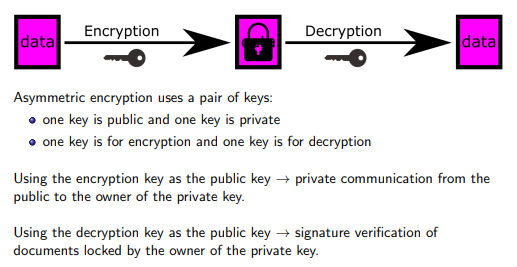 Encryption
Decryption
data
data
data
Asymmetric encryption uses a pair of keys:
one key is public and one key is private
one key is for encryption and one key is for decryption
Using the encryption key as the public key → private communication from the
public to the owner of the private key.
Using the decryption key as the public key → signature verification of
documents locked by the owner of the private key.